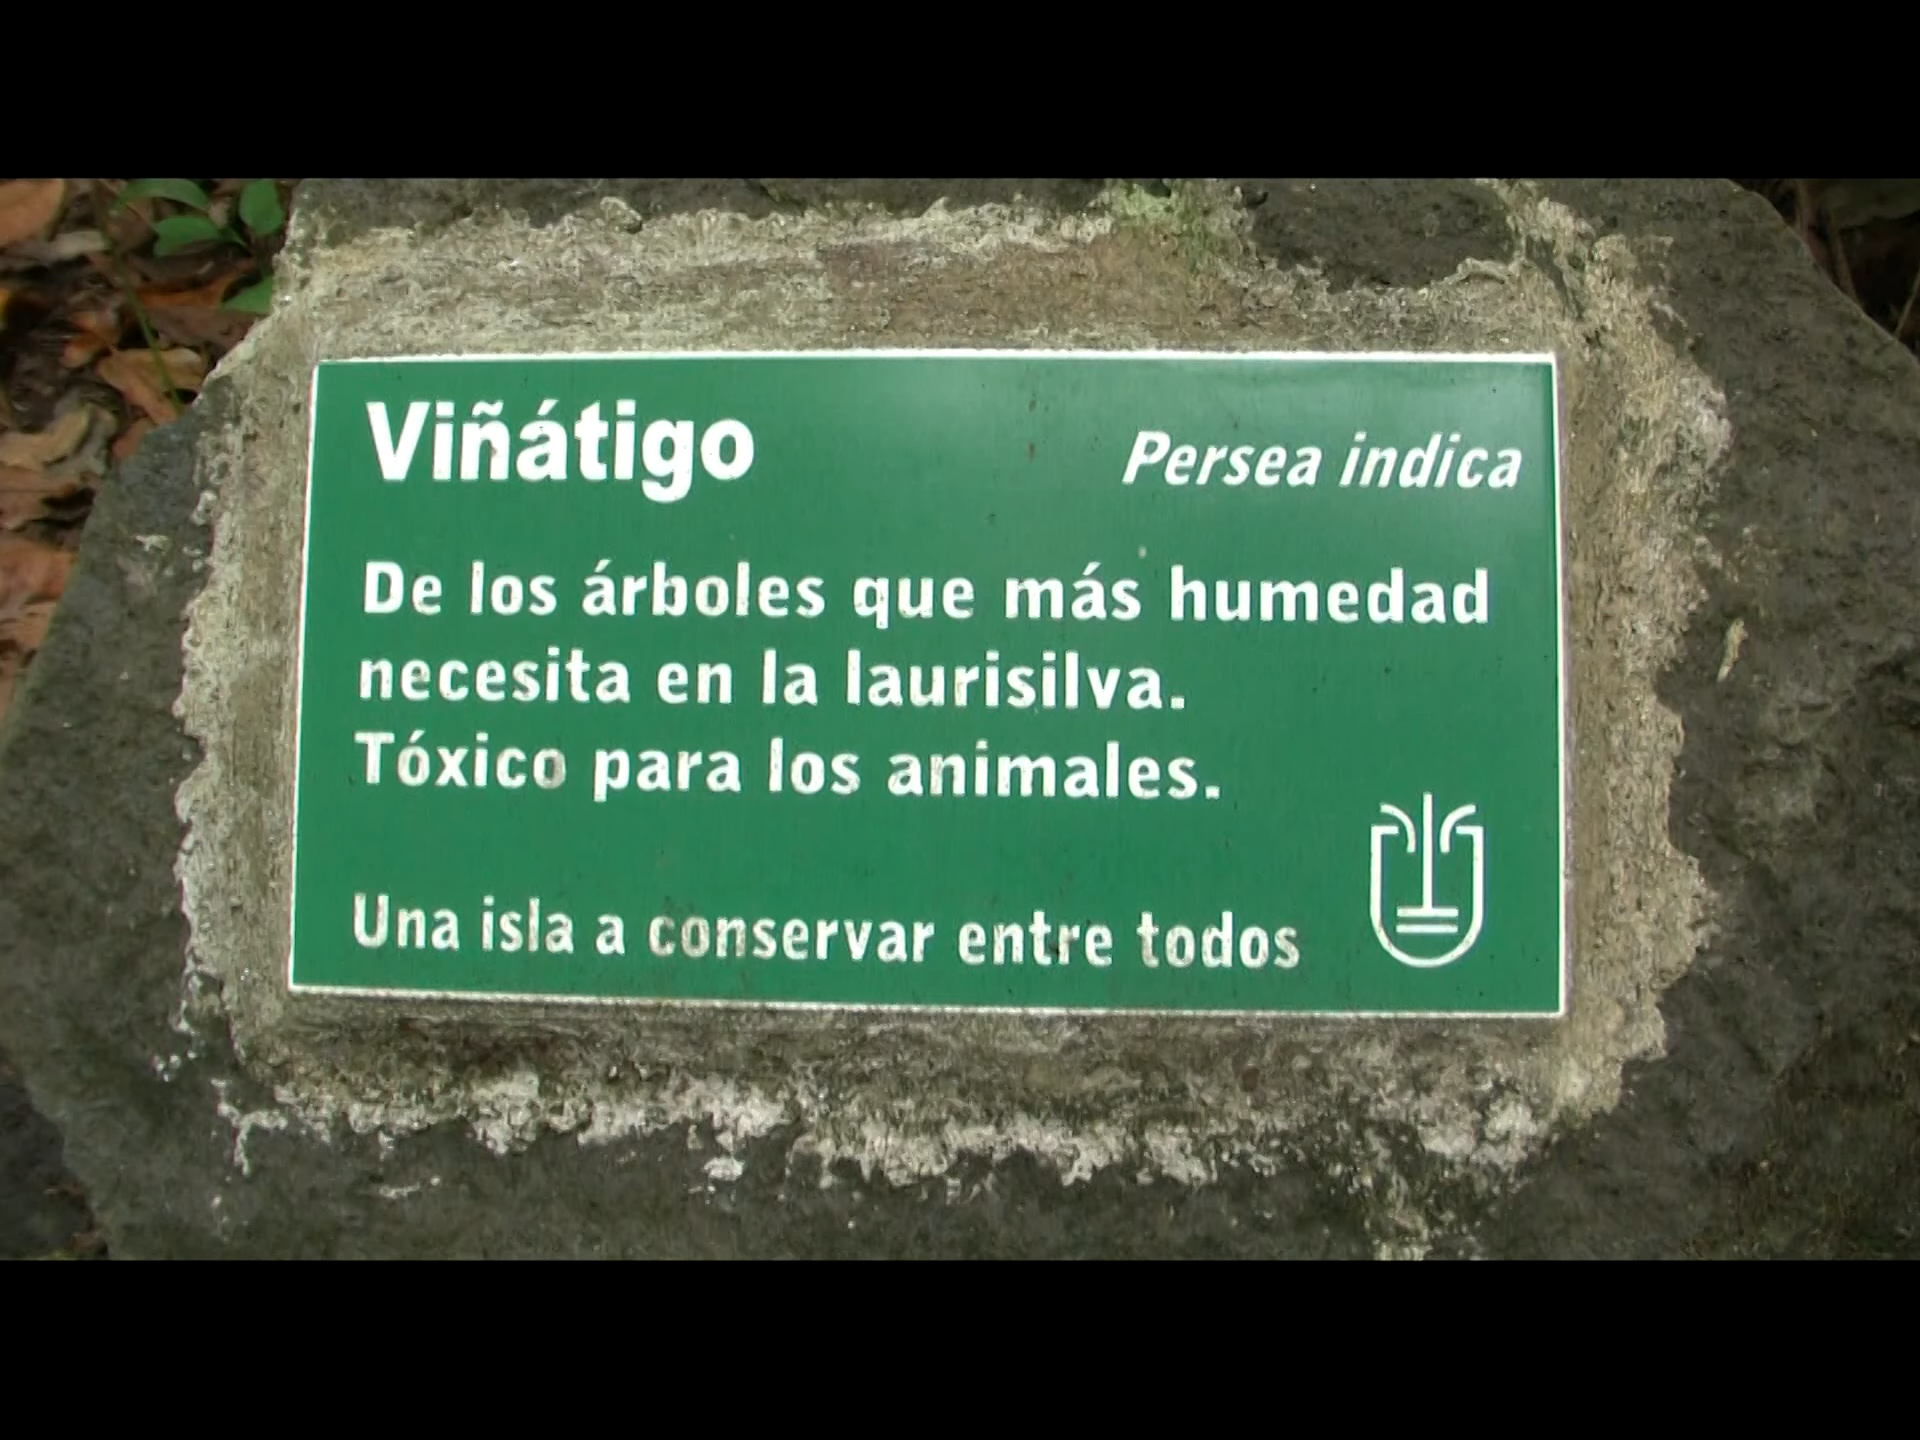 Viñátigo Persea indica
De los árboles que más humedad
necesita en la laurisilva.
Tóxico para los animales.
Una isla a conservar entre todos